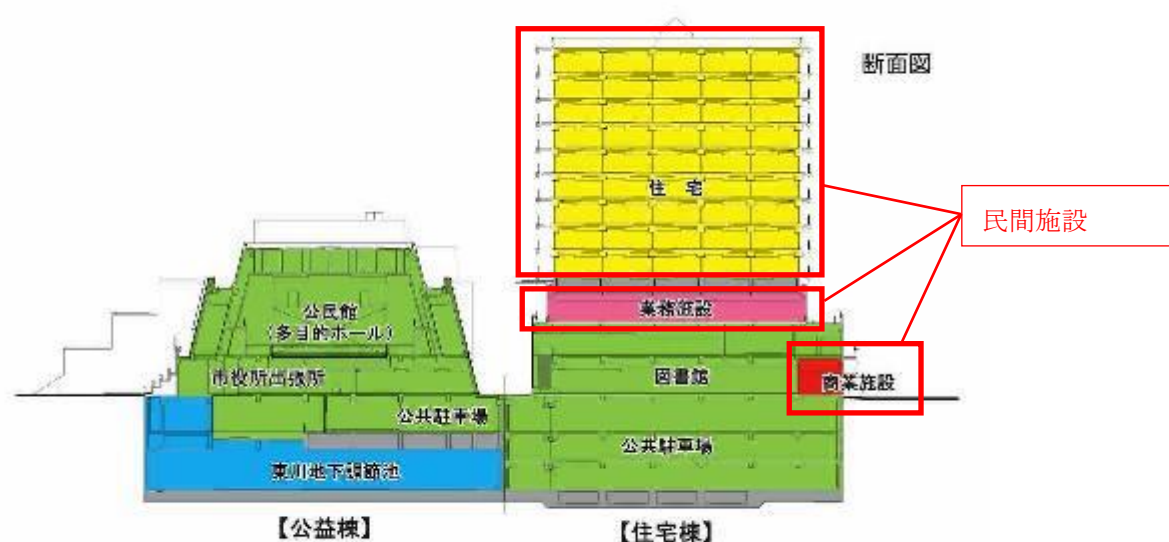 断面図
住 宅
民間施設
業務施設
公民館
(多目的ホール)
図書館
商業施設
市役所出張所
公共駐車場
公共駐車場
東川地下調節池
【公益棟】
【住宅棟】